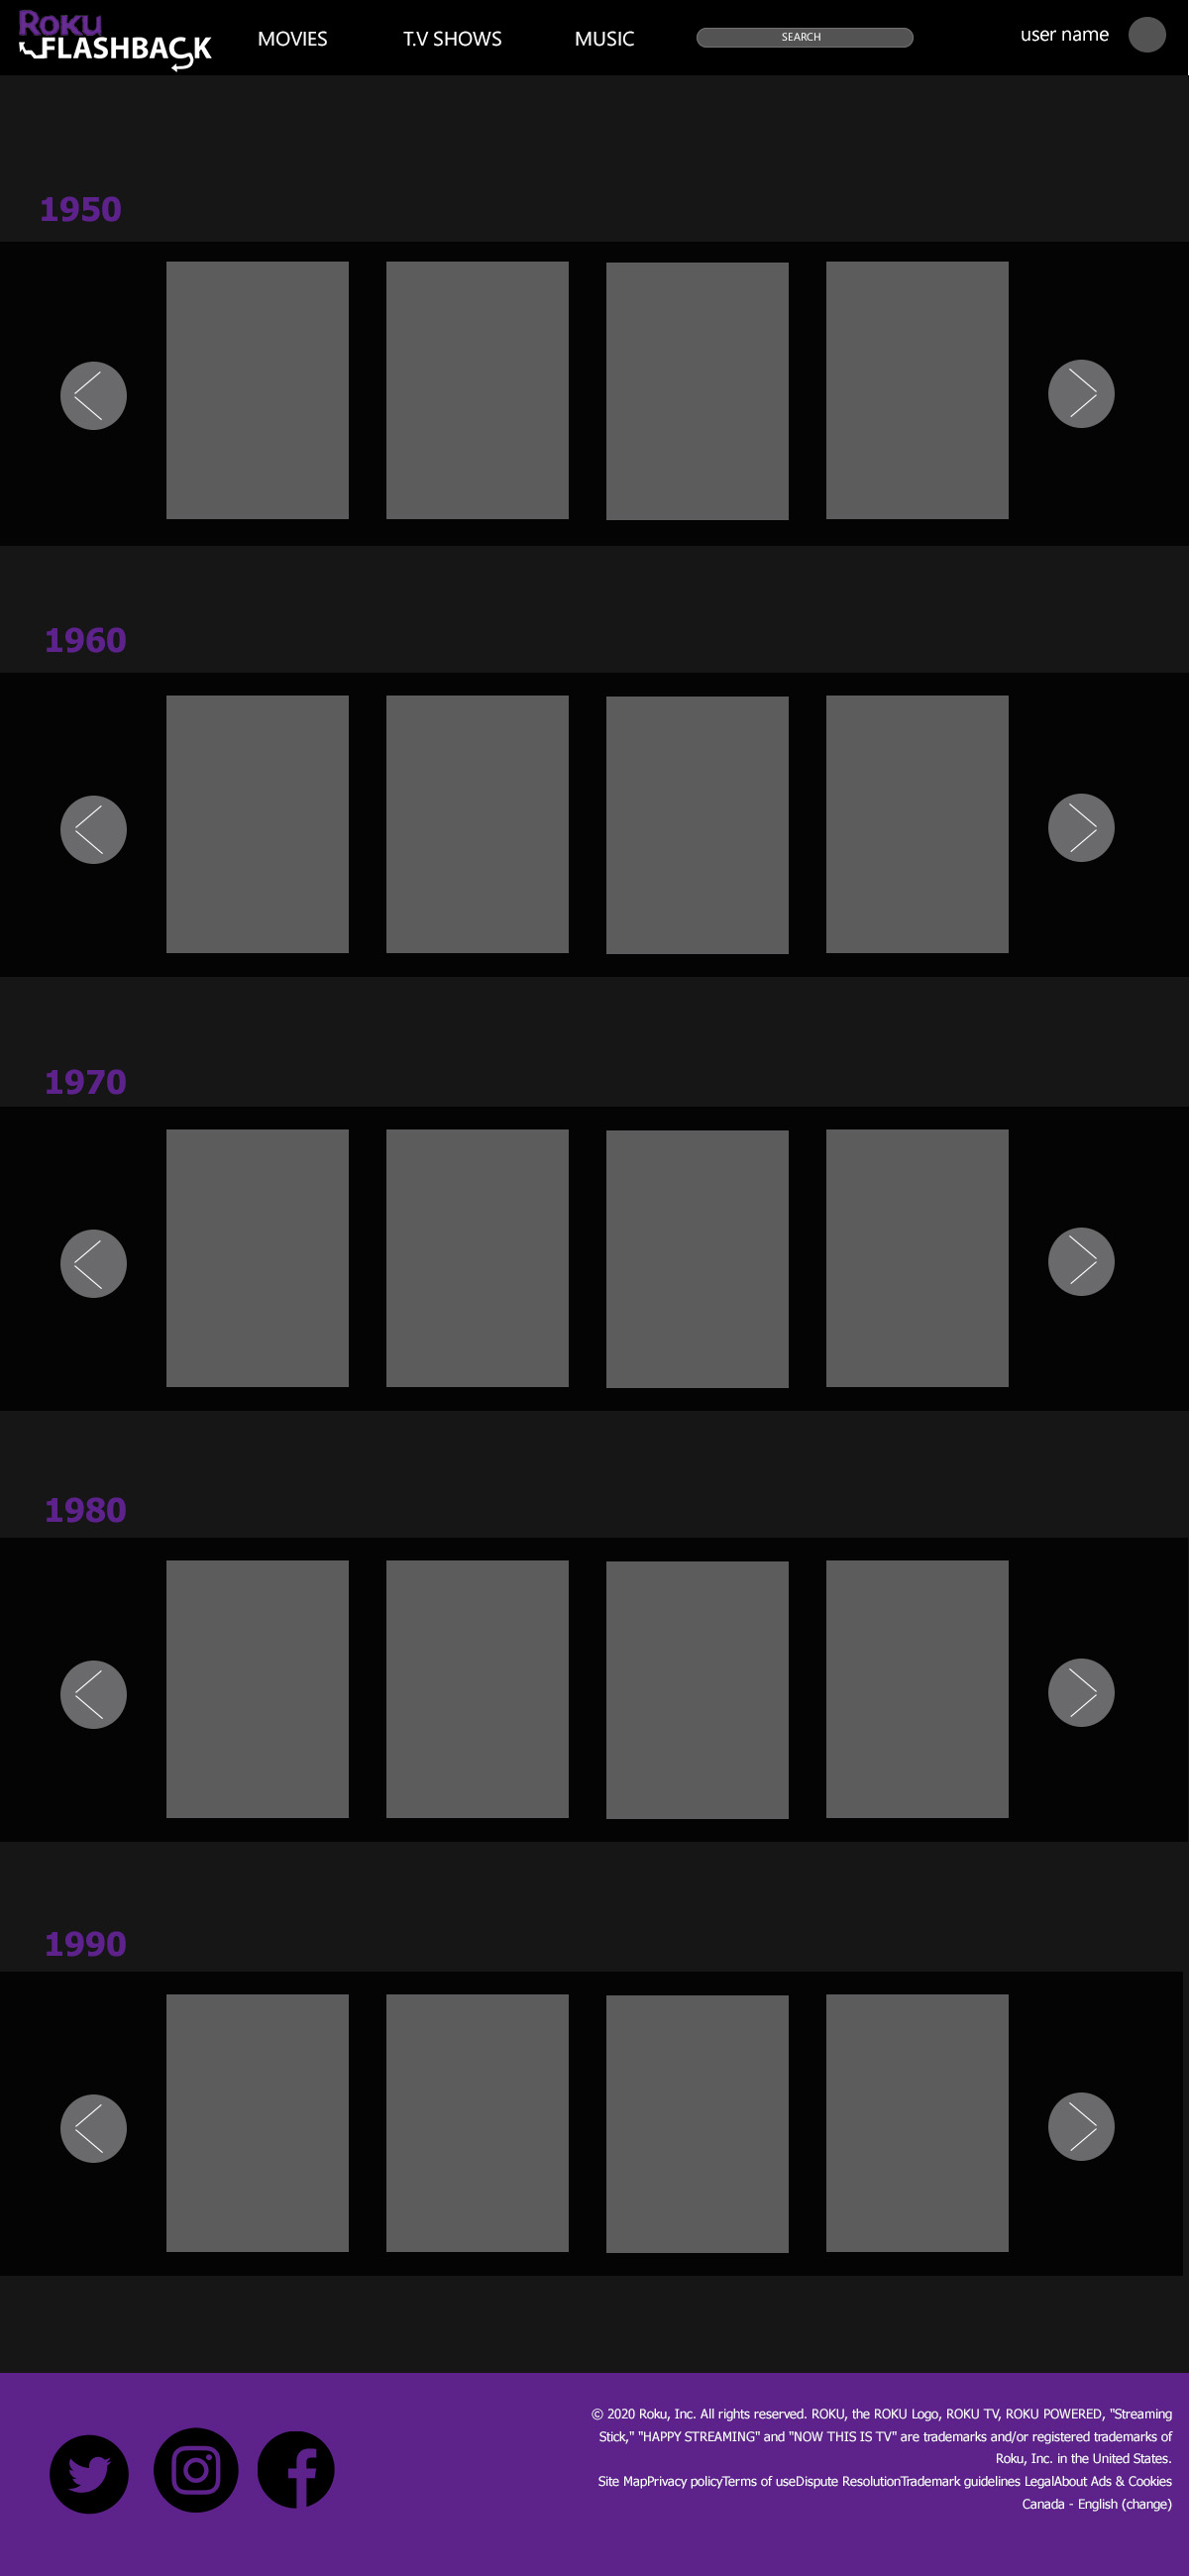 ROKU
FLASHBACK
MOVIES
T.V SHOWS
MUSIC
SEARCH
user name
1950
1960
1970
1980
1990
© 2020 Roku, Inc. All rights reserved. ROKU, the ROKU Logo, ROKU TV, ROKU POWERED, "Streaming
Stick," "HAPPY STREAMING" and "NOW THIS IS TV" are trademarks and/or registered trademarks of
Roku, Inc. in the United States.
Site MapPrivacy policyTerms of useDispute ResolutionTrademark guidelines LegalAbout Ads & Cookies
Canada - English (change)